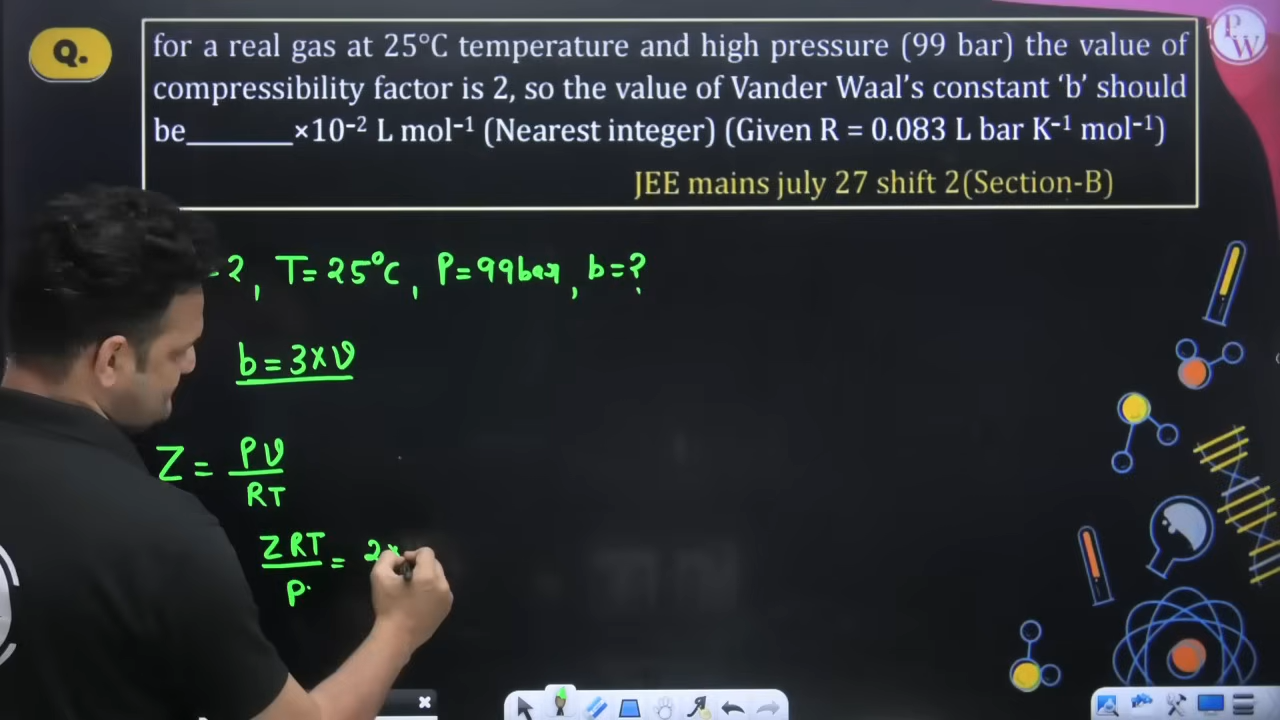 Q.
for a real gas at 25°C temperature and high pressure (99 bar) the value of
compressibility factor is 2, so the value of Vander Waal's constant 'b' should
be_______×10⁻² L mol⁻¹ (Nearest integer) (Given R = 0.083 L bar K⁻¹ mol⁻¹)
JEE mains july 27 shift 2(Section-B)
PW
2, T=25°C, P=99bar, b=?
b=3×V
Z = PV/RT
ZRT/P = 2×